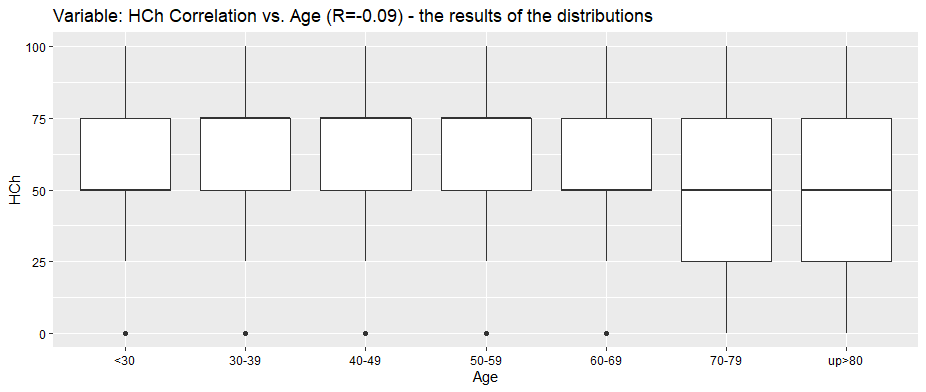 Variable: HCh Correlation vs. Age (R=-0.09) - the results of the distributions
100
75
50
25
0
HCh
<30 30-39 40-49 50-59 60-69 70-79 up>80
Age